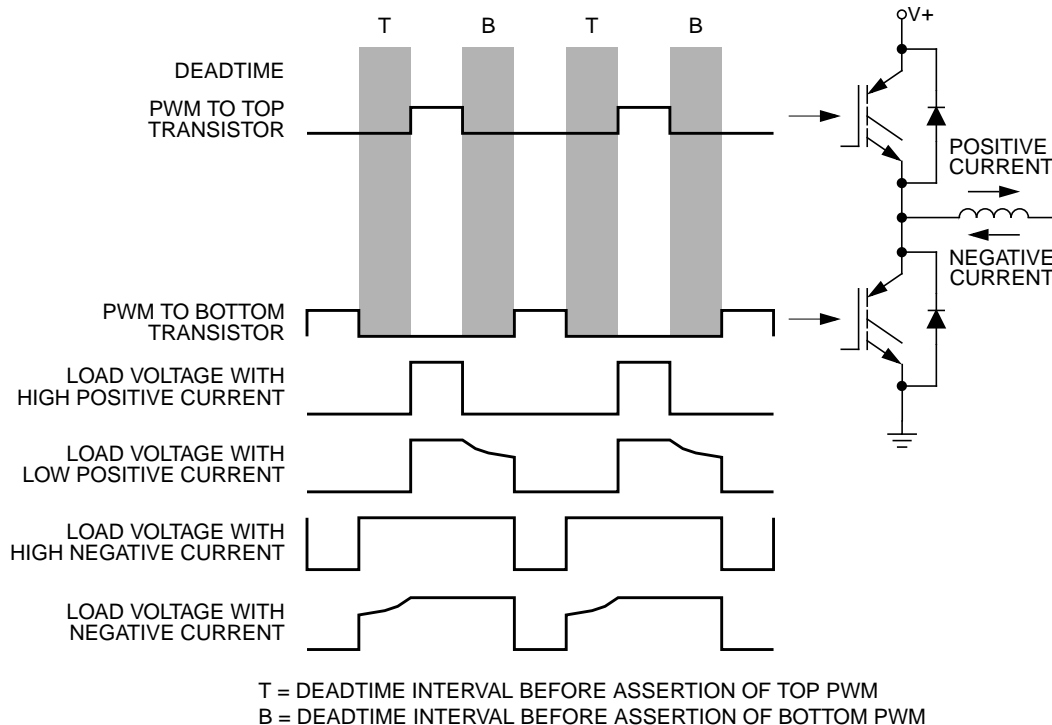 T B T B
V+
DEADTIME
PWM TO TOP
TRANSISTOR
POSITIVE
CURRENT
NEGATIVE
CURRENT
PWM TO BOTTOM
TRANSISTOR
LOAD VOLTAGE WITH
HIGH POSITIVE CURRENT
LOAD VOLTAGE WITH
LOW POSITIVE CURRENT
LOAD VOLTAGE WITH
HIGH NEGATIVE CURRENT
LOAD VOLTAGE WITH
NEGATIVE CURRENT
T = DEADTIME INTERVAL BEFORE ASSERTION OF TOP PWM
B = DEADTIME INTERVAL BEFORE ASSERTION OF BOTTOM PWM